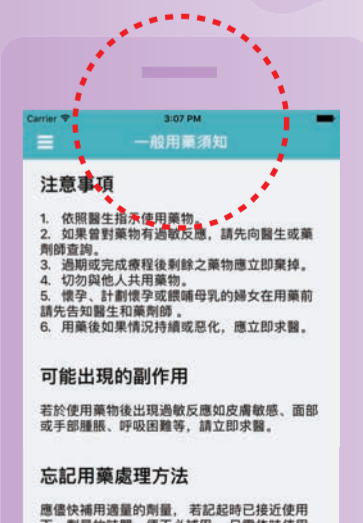 Carrier 3:07 PM
一般用藥須知
注意事項
1. 依照醫生指示使用藥物。
2. 如果曾對藥物有過敏反應，請先向醫生或藥
劑師查詢。
3. 過期或完成療程後剩餘之藥物應立即棄掉。
4. 切勿與他人共用藥物。
5. 懷孕、計劃懷孕或餵哺母乳的婦女在用藥前
請先告知醫生和藥劑師。
6. 用藥後如果情況持續或惡化，應立即求醫。
可能出現的副作用
若於使用藥物後出現過敏反應如皮膚敏感、面部
或手部腫脹、呼吸困難等，請立即求醫。
忘記用藥處理方法
應儘快補用適量的劑量，若記起時已接近使用